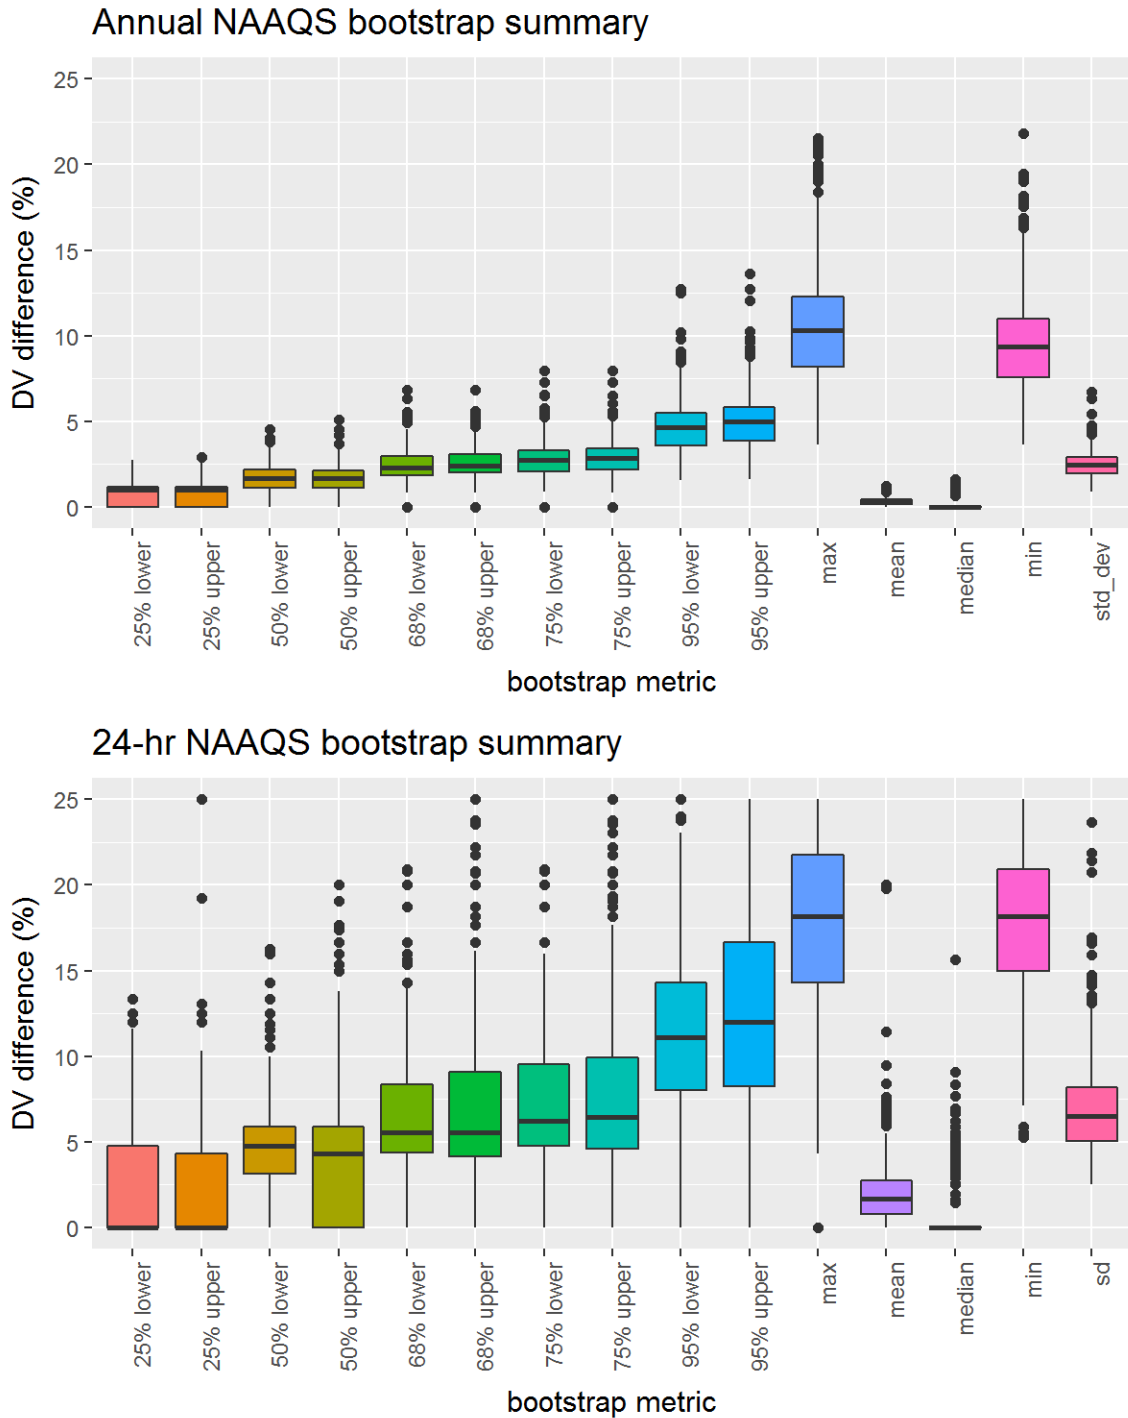 Annual NAAQS bootstrap summary
25
20
15
10
5
0
DV difference (%)
25% lower
25% upper
50% lower
50% upper
68% lower
68% upper
75% lower
75% upper
95% lower
95% upper
max
mean
median
min
std_dev
bootstrap metric
24-hr NAAQS bootstrap summary
25
20
15
10
5
0
DV difference (%)
25% lower
25% upper
50% lower
50% upper
68% lower
68% upper
75% lower
75% upper
95% lower
95% upper
max
mean
median
min
sd
bootstrap metric